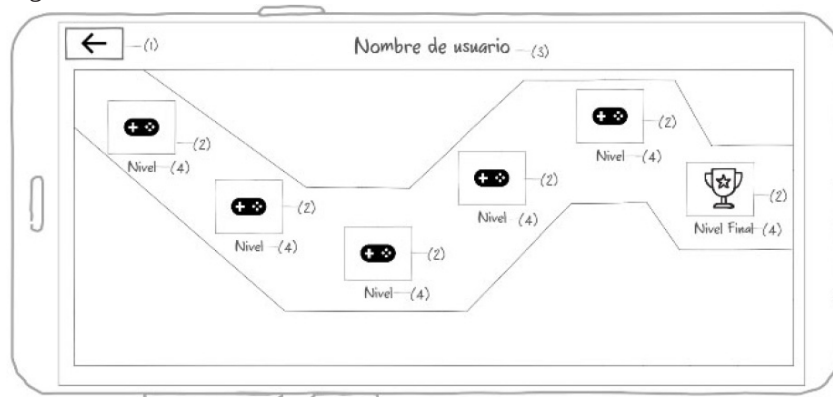 (1)
Nombre de usuario (3)
(2)
Nivel (4)
(2)
Nivel (4)
(2)
Nivel (4)
(2)
Nivel (4)
(2)
Nivel (4)
(2)
Nivel Final (4)